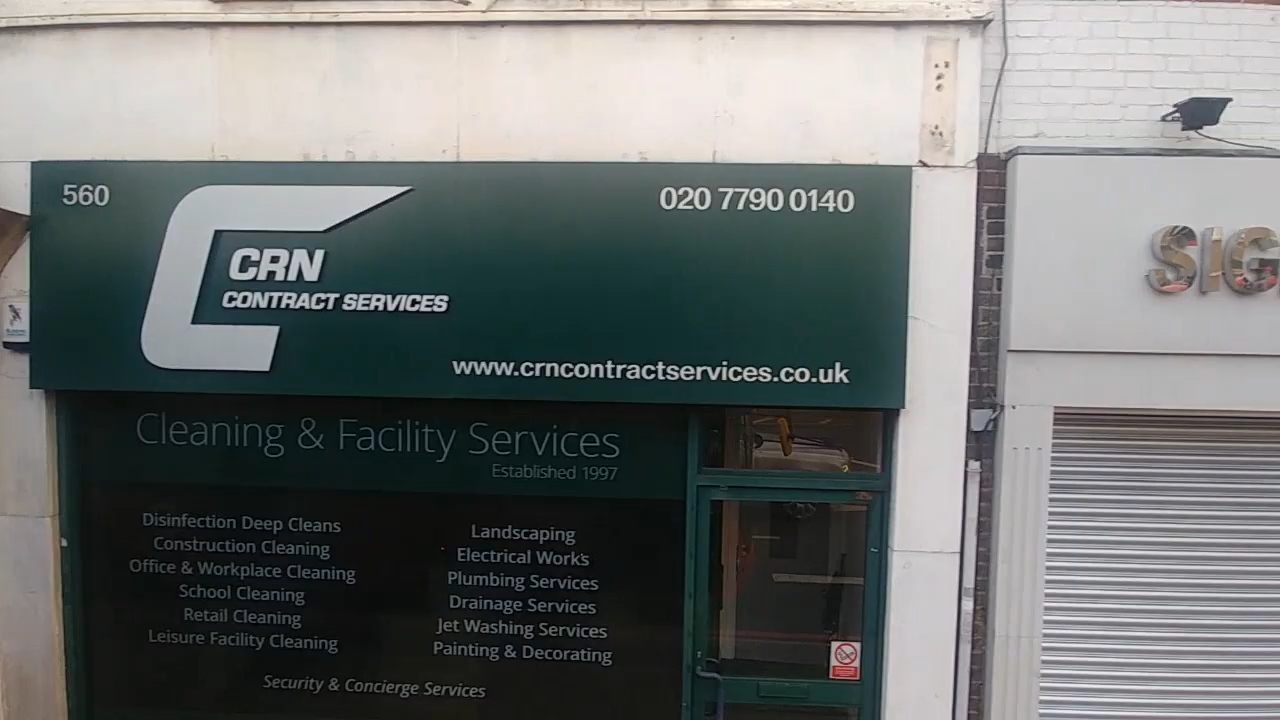 560
020 7790 0140
CRN
CONTRACT SERVICES
www.crncontractservices.co.uk
SIG
Cleaning & Facility Services
Established 1997
Disinfection Deep Cleans
Construction Cleaning
Office & Workplace Cleaning
School Cleaning
Retail Cleaning
Leisure Facility Cleaning
Landscaping
Electrical Works
Plumbing Services
Drainage Services
Jet Washing Services
Painting & Decorating
Security & Concierge Services